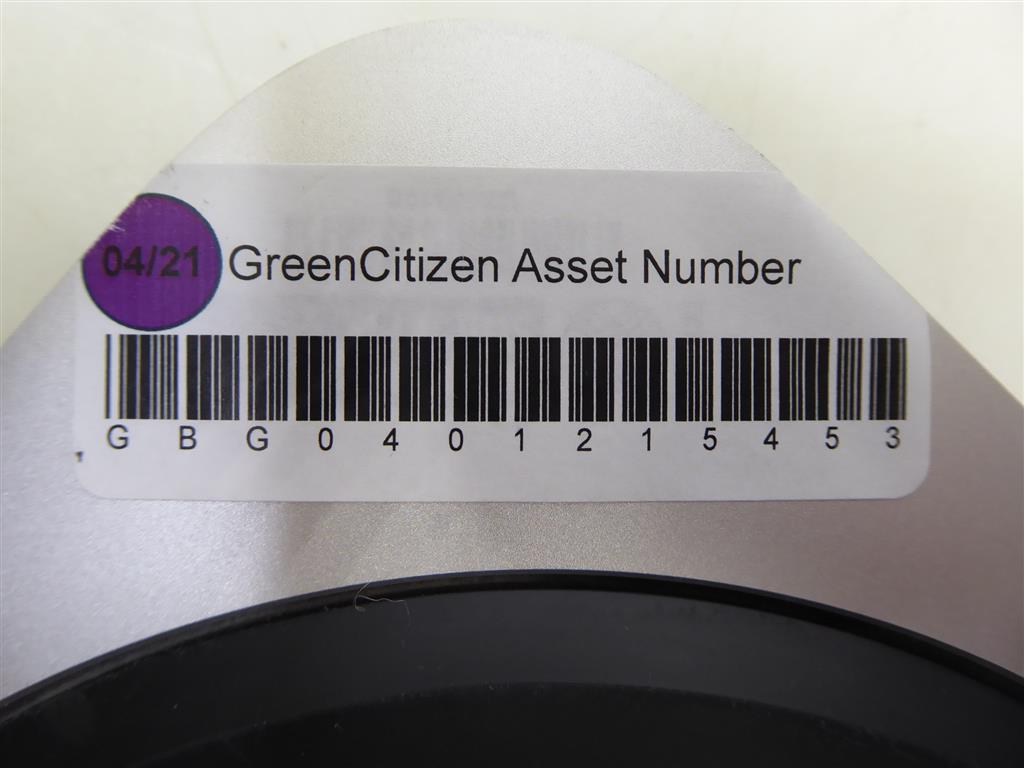 04/21 GreenCitizen Asset Number
G B G 0 4 0 1 2 1 5 4 5 3